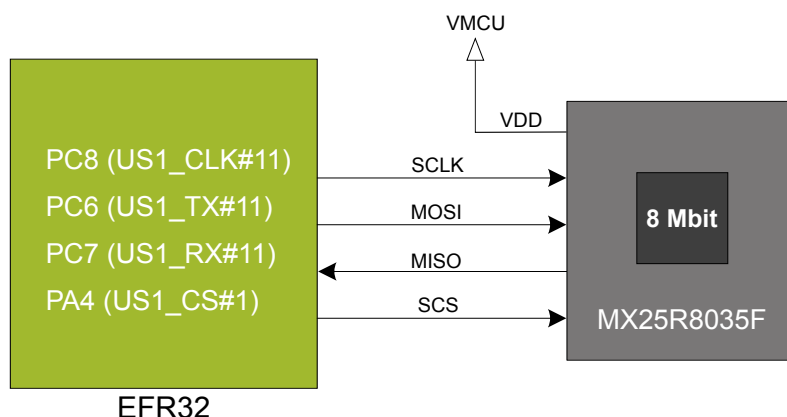 VMCU
VDD
PC8 (US1_CLK#11)
SCLK
PC6 (US1_TX#11)
MOSI
8 Mbit
PC7 (US1_RX#11)
MISO
PA4 (US1_CS#1)
SCS
MX25R8035F
EFR32